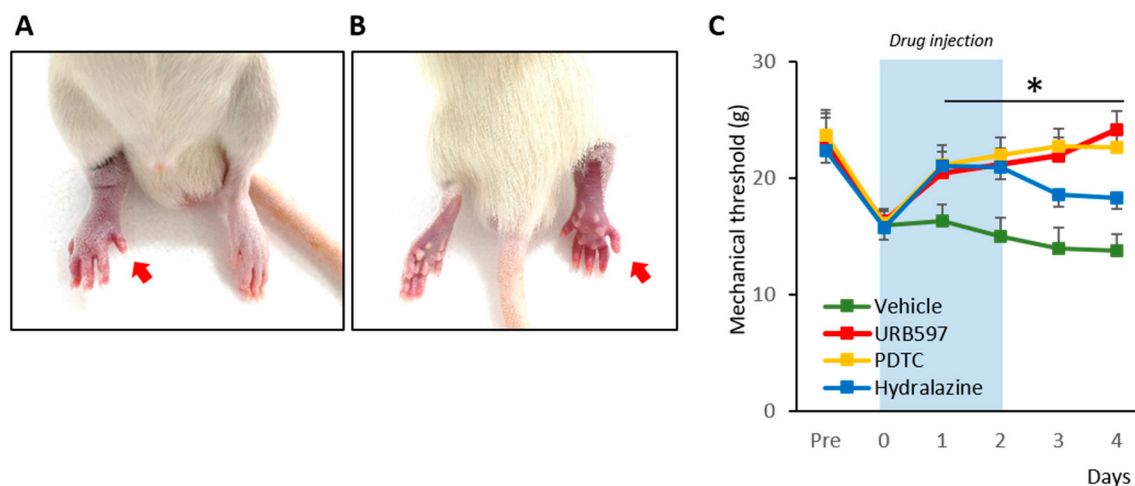 A
B
C
Drug injection
*
Mechanical threshold (g)
30
20
10
0
Vehicle
URB597
PDTC
Hydralazine
Pre 0 1 2 3 4
Days